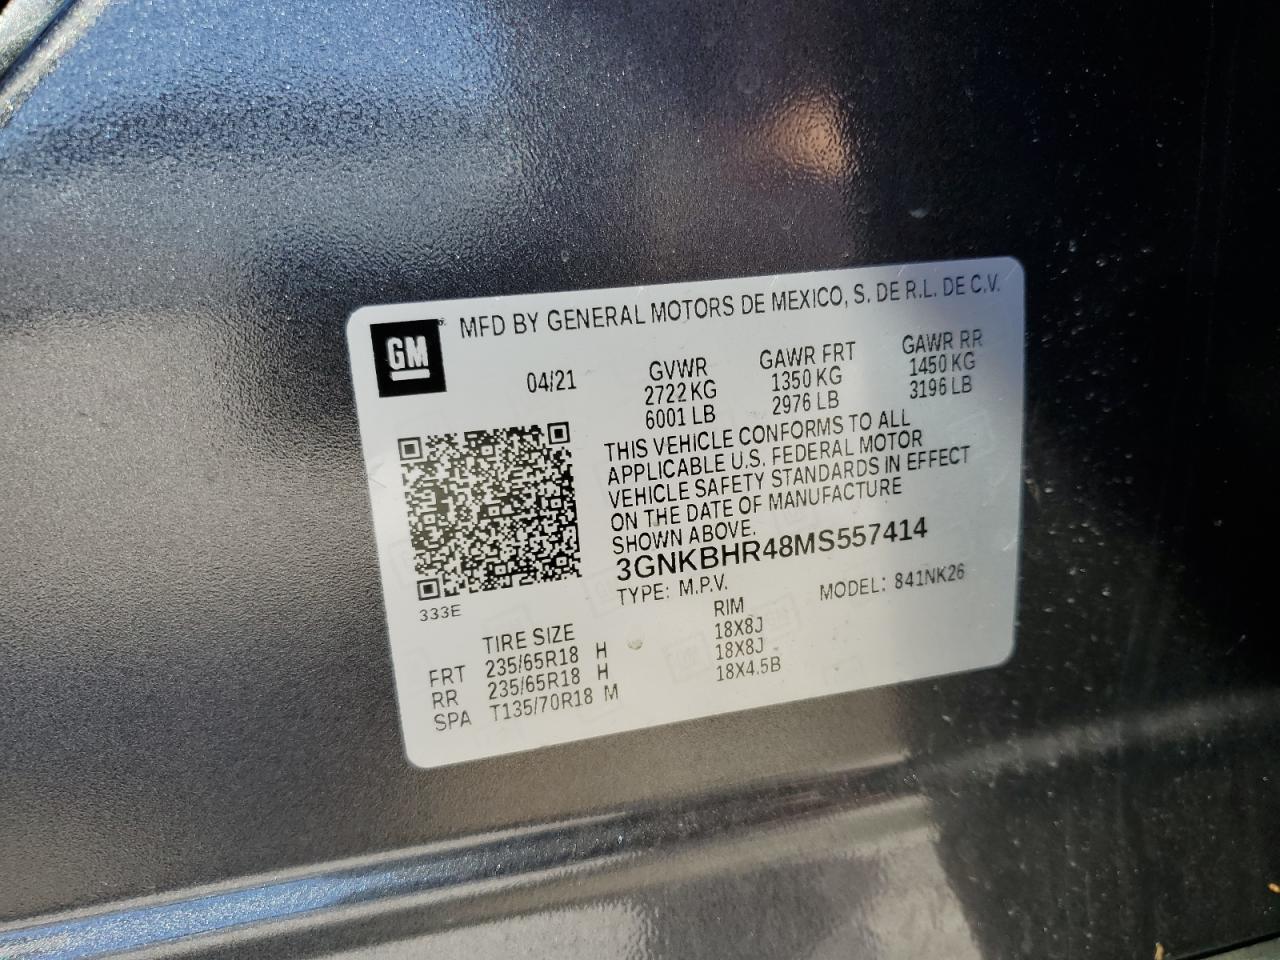 GM
MFD BY GENERAL MOTORS DE MEXICO, S. DE R.L. DE C.V.
04/21 GVWR GAWR FRT GAWR RR
2722 KG 1350 KG 1450 KG
6001 LB 2976 LB 3196 LB
THIS VEHICLE CONFORMS TO ALL
APPLICABLE U.S. FEDERAL MOTOR
VEHICLE SAFETY STANDARDS IN EFFECT
ON THE DATE OF MANUFACTURE
SHOWN ABOVE.
3GNKBHR48MS557414
333E
TYPE: M.P.V. MODEL: 841NK26
TIRE SIZE RIM
FRT 235/65R18 H 18X8J
RR 235/65R18 H 18X8J
SPA T135/70R18 M 18X4.5B